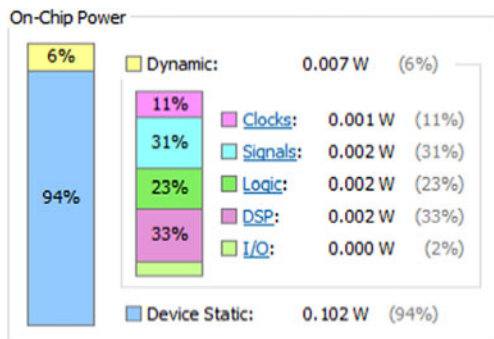 On-Chip Power
6%
94%
Dynamic: 0.007 W (6%)
11%
31%
23%
33%
Clocks: 0.001 W (11%)
Signals: 0.002 W (31%)
Logic: 0.002 W (23%)
DSP: 0.002 W (33%)
I/O: 0.000 W (2%)
Device Static: 0.102 W (94%)